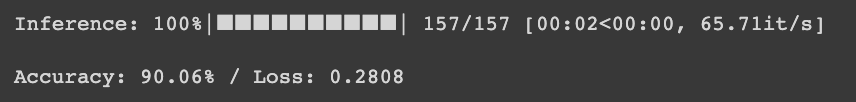 Inference: 100%|██████████| 157/157 [00:02<00:00, 65.71it/s]
Accuracy: 90.06% / Loss: 0.2808